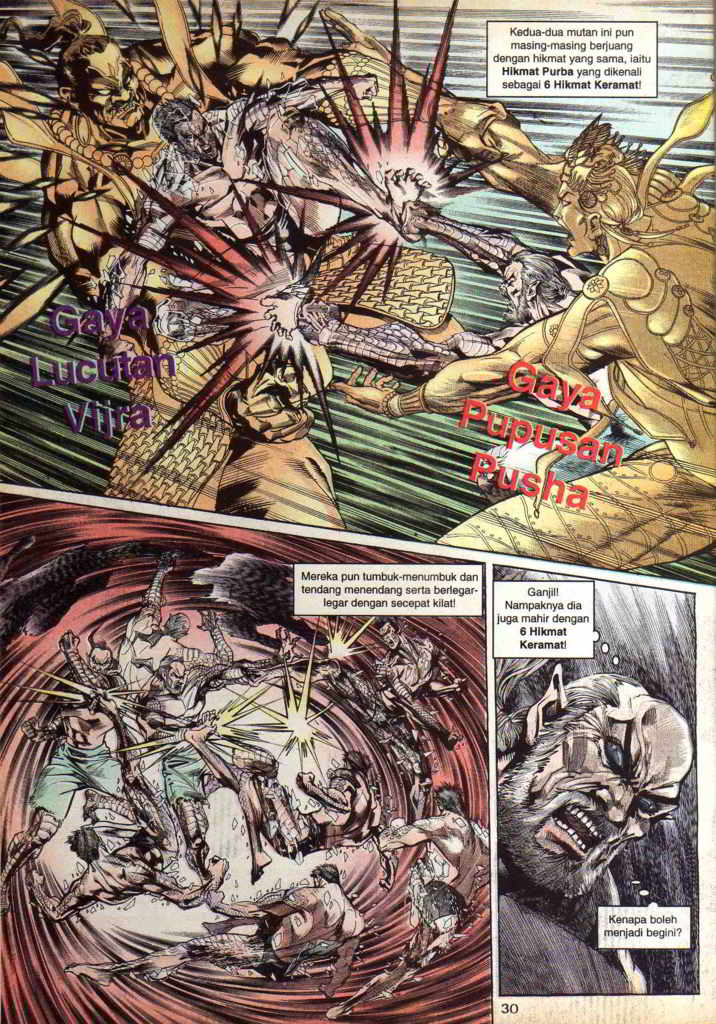 Kedua-dua mutan ini pun
masing-masing berjuang
dengan hikmat yang sama, iaitu
Hikmat Purba yang dikenali
sebagai 6 Hikmat Keramat!
Gaya
Lucutan
Vijra
Gaya
Pupusan
Pusha
Mereka pun tumbuk-menumbuk dan
tendang menendang serta berlegar-
legar dengan secepat kilat!
Ganjil!
Nampaknya dia
juga mahir dengan
6 Hikmat
Keramat!
Kenapa boleh
menjadi begini?
30